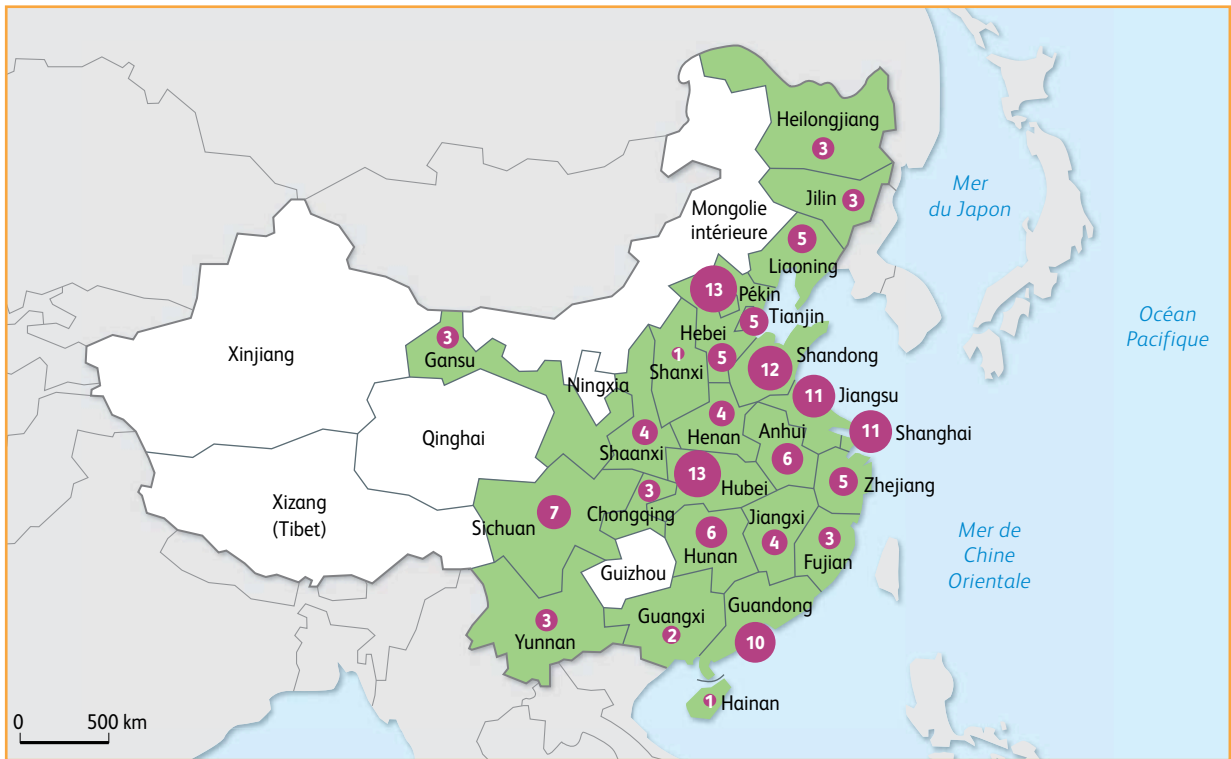 Heilongjiang
3
Jilin
3
Mer
du Japon
Mongolie
intérieure
5
Liaoning
13
Pékin
5
Tianjin
Océan
Pacifique
3
Gansu
Xinjiang
Hebei
5
1
Shanxi
Shandong
12
Ningxia
11
Jiangsu
Qinghai
4
Shaanxi
4
Henan
Anhui
6
11
Shanghai
13
Hubei
5
Zhejiang
Xizang
(Tibet)
7
Sichuan
3
Chongqing
6
Hunan
Jiangxi
4
3
Fujian
Mer de
Chine
Orientale
Guizhou
3
Yunnan
Guangxi
2
Guandong
10
1
Hainan
0
500 km